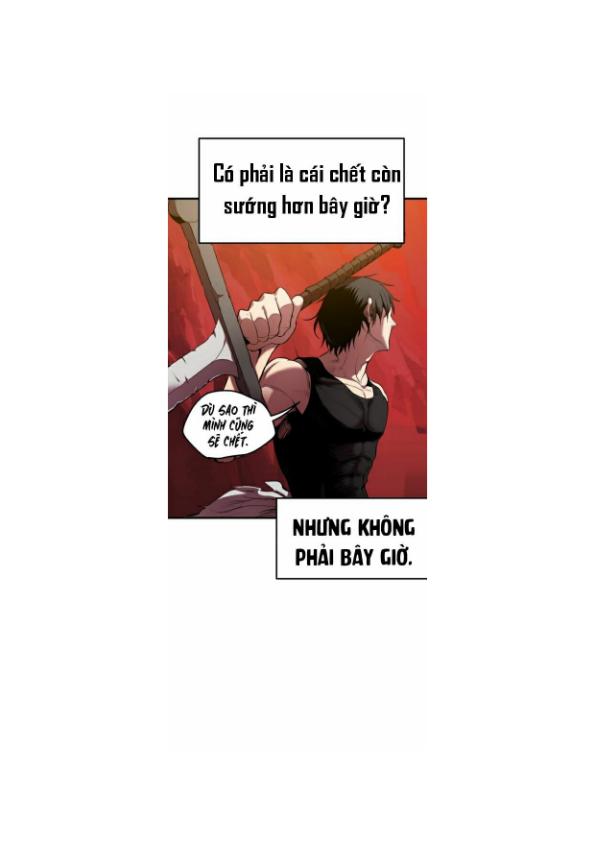 Có phải là cái chết còn
sướng hơn bây giờ?
DÙ SAO THÌ
MÌNH CŨNG
SẼ CHẾT.
NHƯNG KHÔNG
PHẢI BÂY GIỜ.